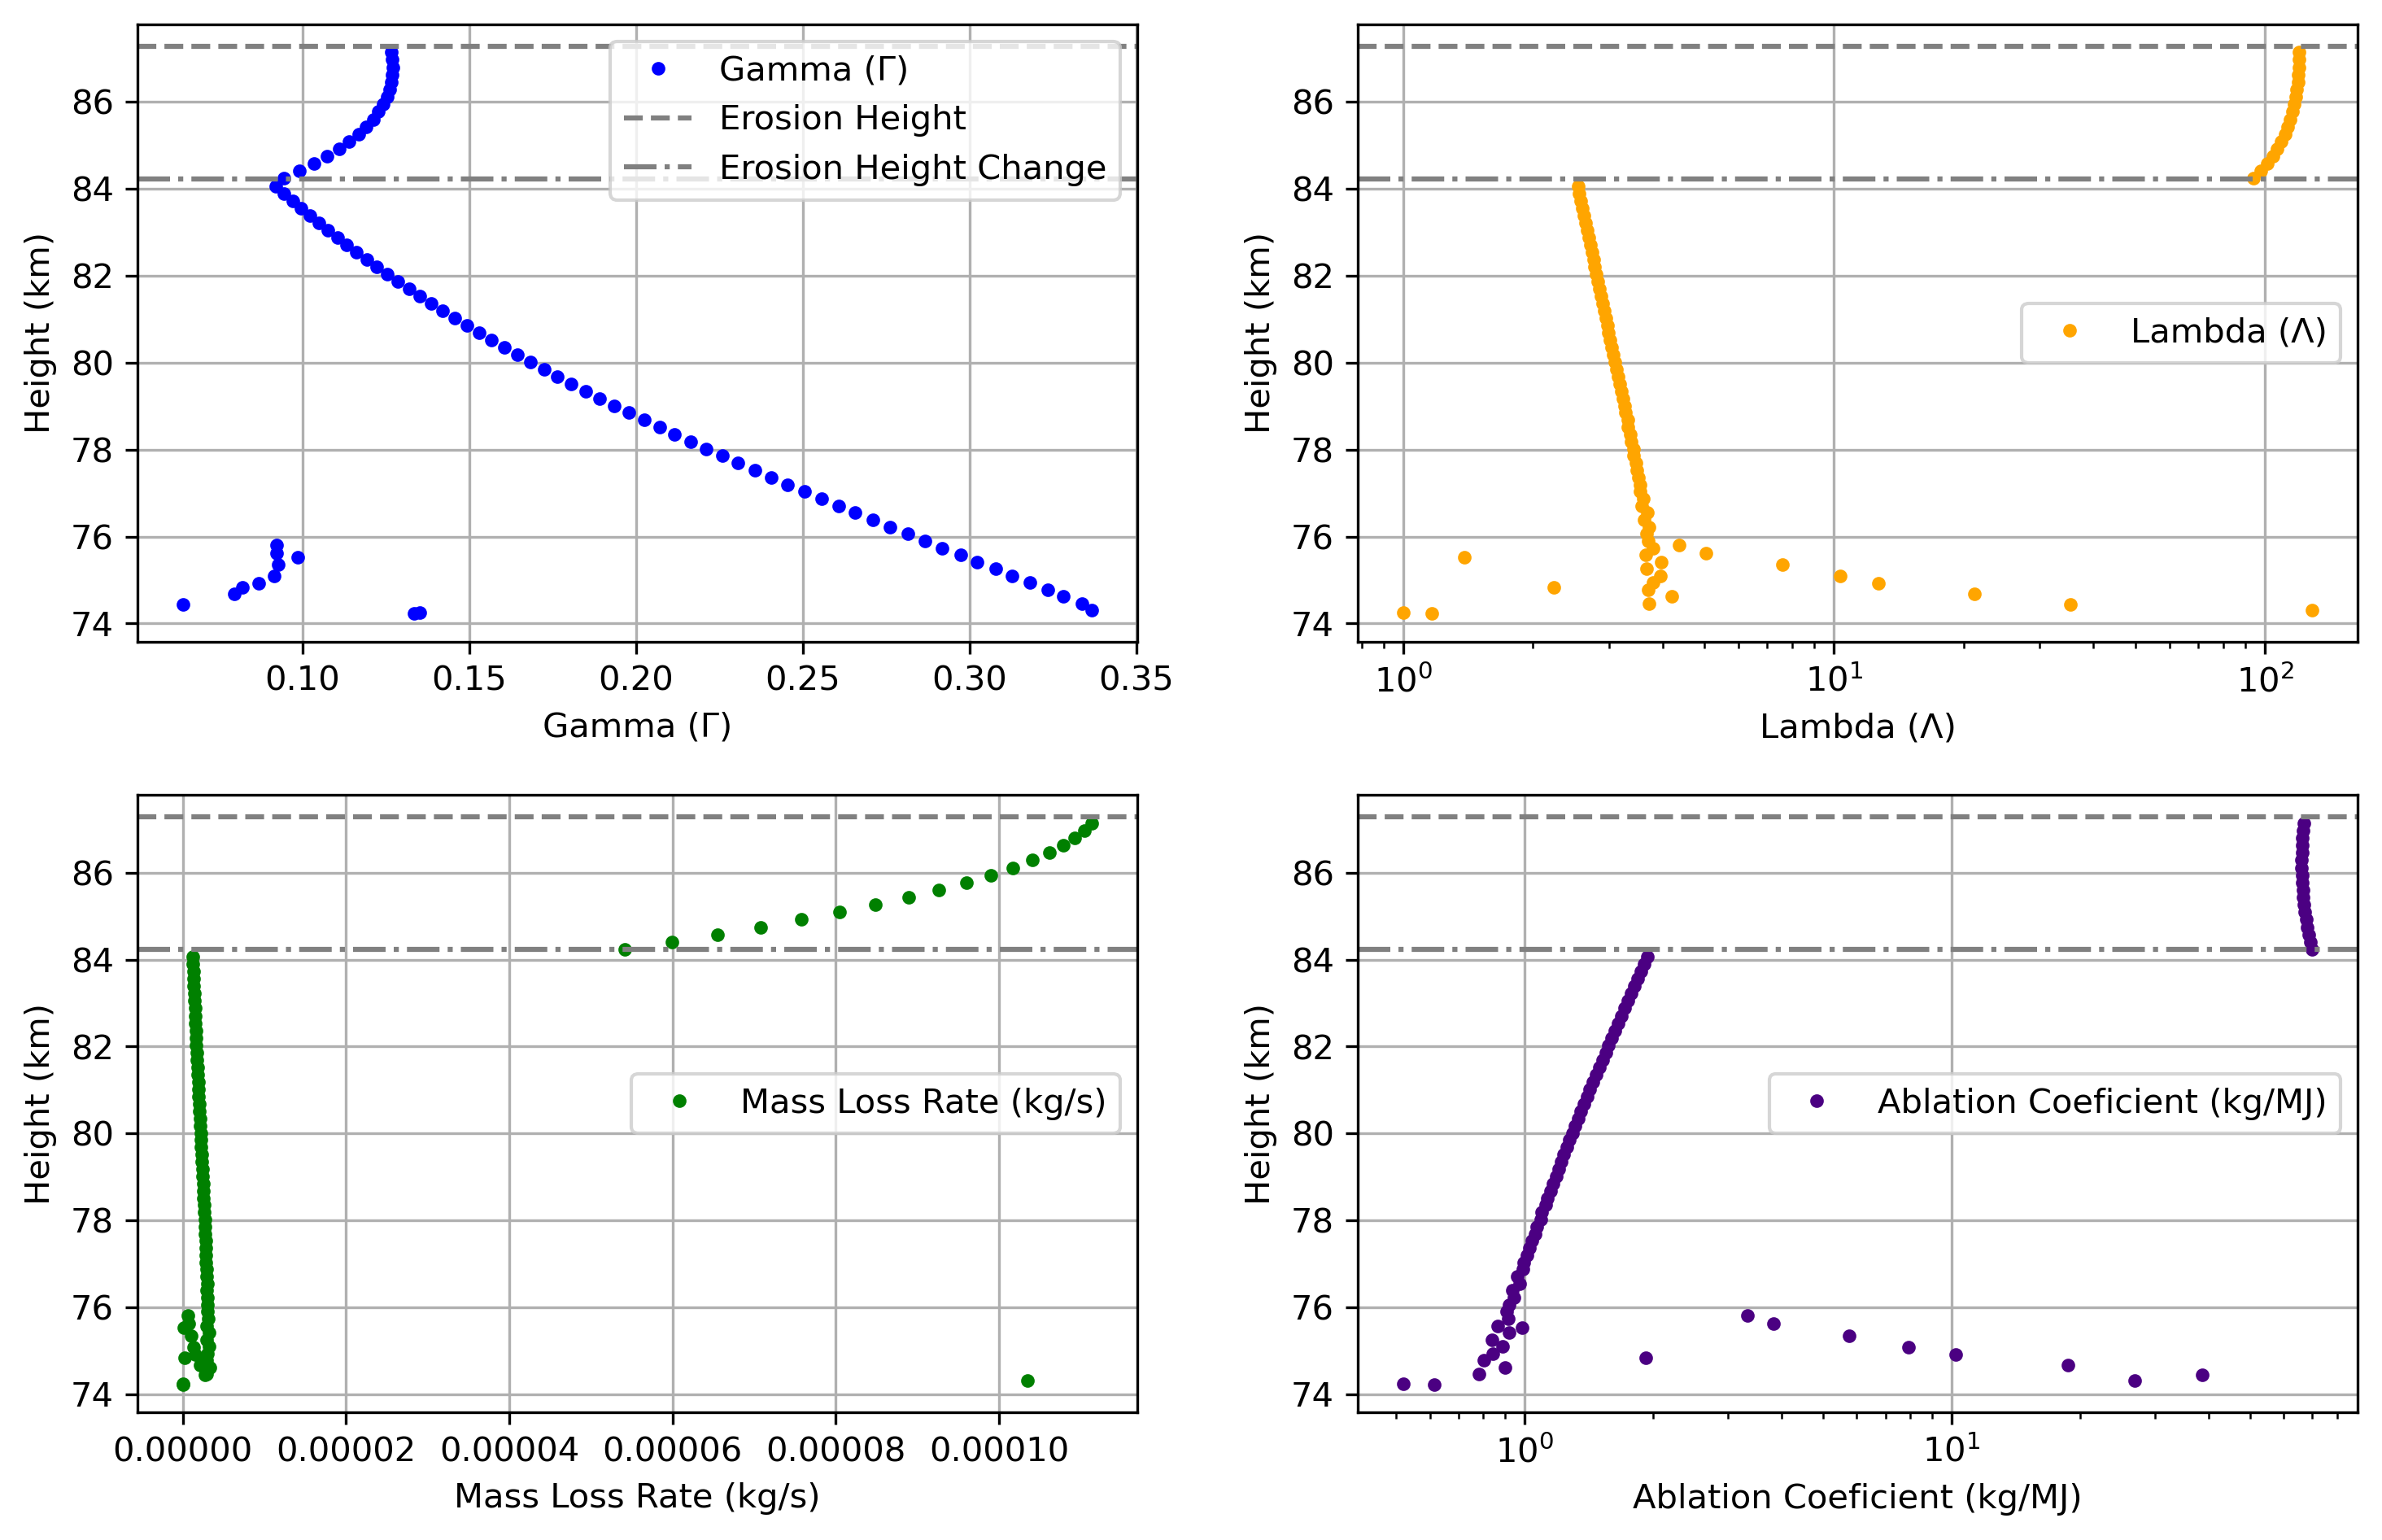 Height (km)
86
84
82
80
78
76
74
Gamma (Γ)
Erosion Height
Erosion Height Change
0.10 0.15 0.20 0.25 0.30 0.35
Gamma (Γ)
Height (km)
86
84
82
80
78
76
74
Lambda (Λ)
10⁰ 10¹ 10²
Lambda (Λ)
Height (km)
86
84
82
80
78
76
74
Mass Loss Rate (kg/s)
0.00000 0.00002 0.00004 0.00006 0.00008 0.00010
Mass Loss Rate (kg/s)
Height (km)
86
84
82
80
78
76
74
Ablation Coeficient (kg/MJ)
10⁰ 10¹
Ablation Coeficient (kg/MJ)